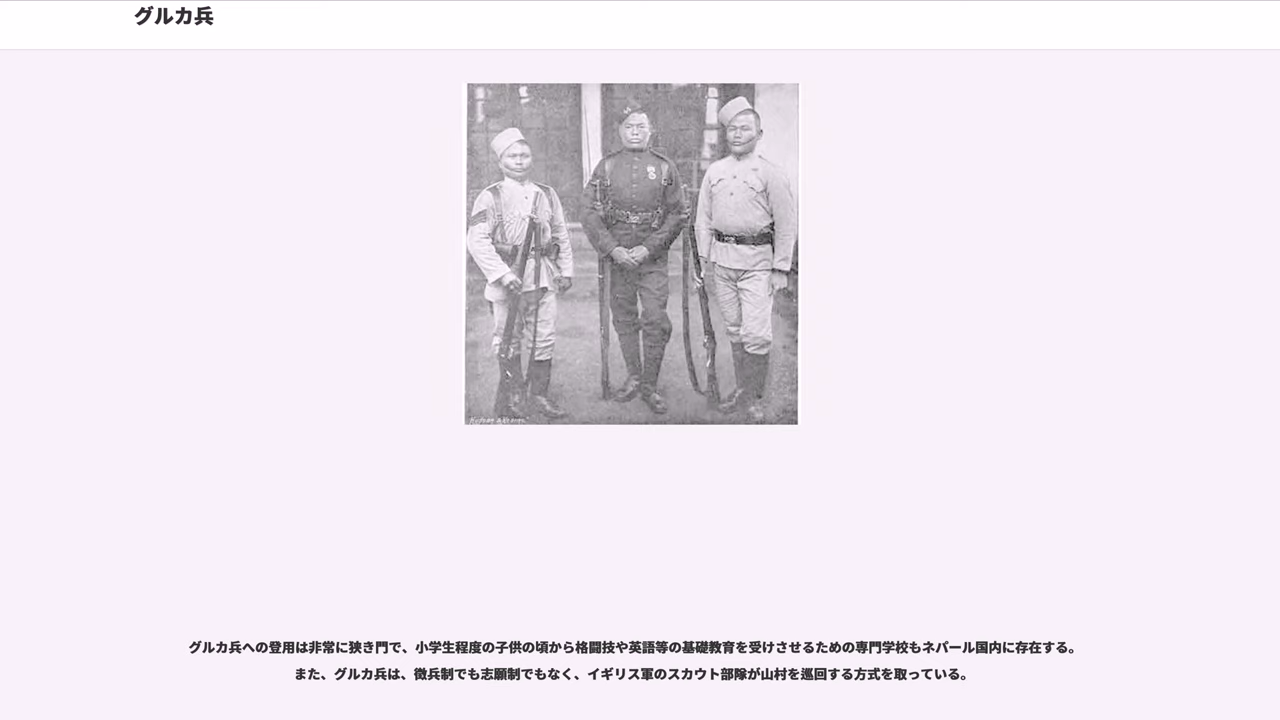 グルカ兵
グルカ兵への登用は非常に狭き門で、小学生程度の子供の頃から格闘技や英語等の基礎教育を受けさせるための専門学校もネパール国内に存在する。
また、グルカ兵は、徴兵制でも志願制でもなく、イギリス軍のスカウト部隊が山村を巡回する方式を取っている。